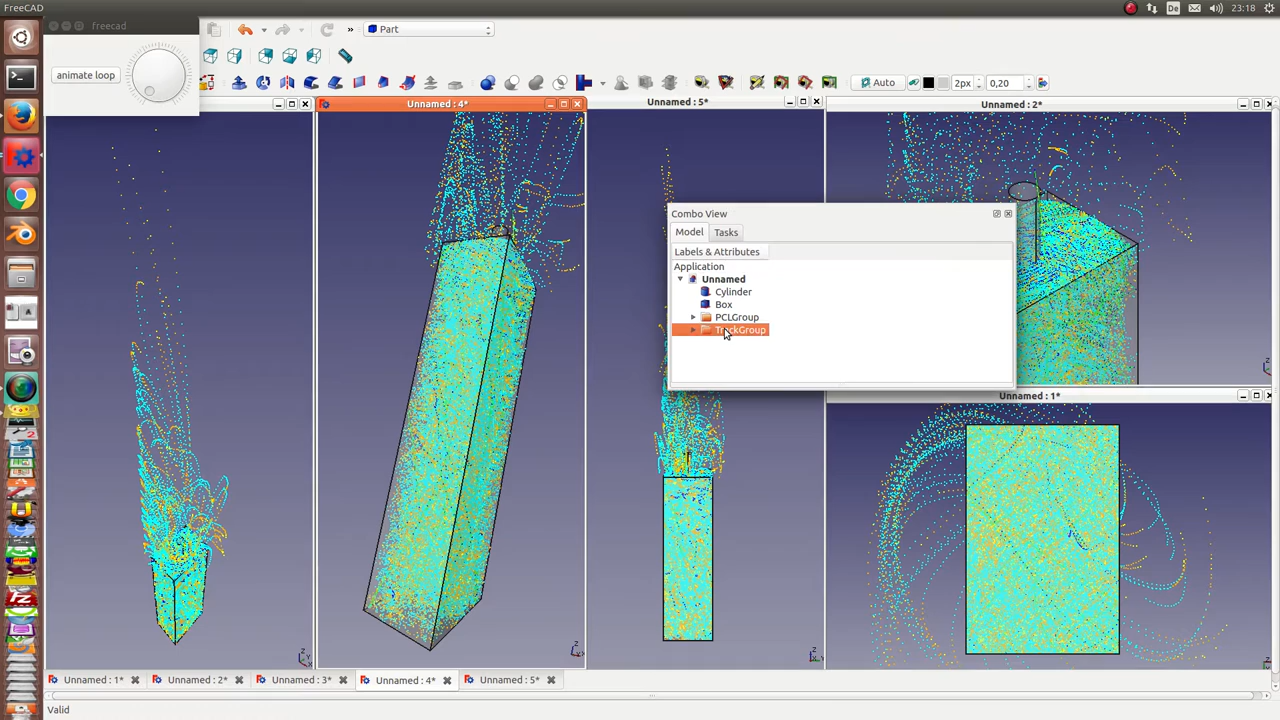 FreeCAD
De
23:18
freecad
animate loop
»
Part
Auto
2px
0,20
Unnamed : 4*
Unnamed : 5*
Unnamed : 2*
Combo View
Model
Tasks
Labels & Attributes
Application
Unnamed
Cylinder
Box
PCLGroup
TrackGroup
Unnamed : 1*
Unnamed : 1*
Unnamed : 2*
Unnamed : 3*
Unnamed : 4*
Unnamed : 5*
Valid